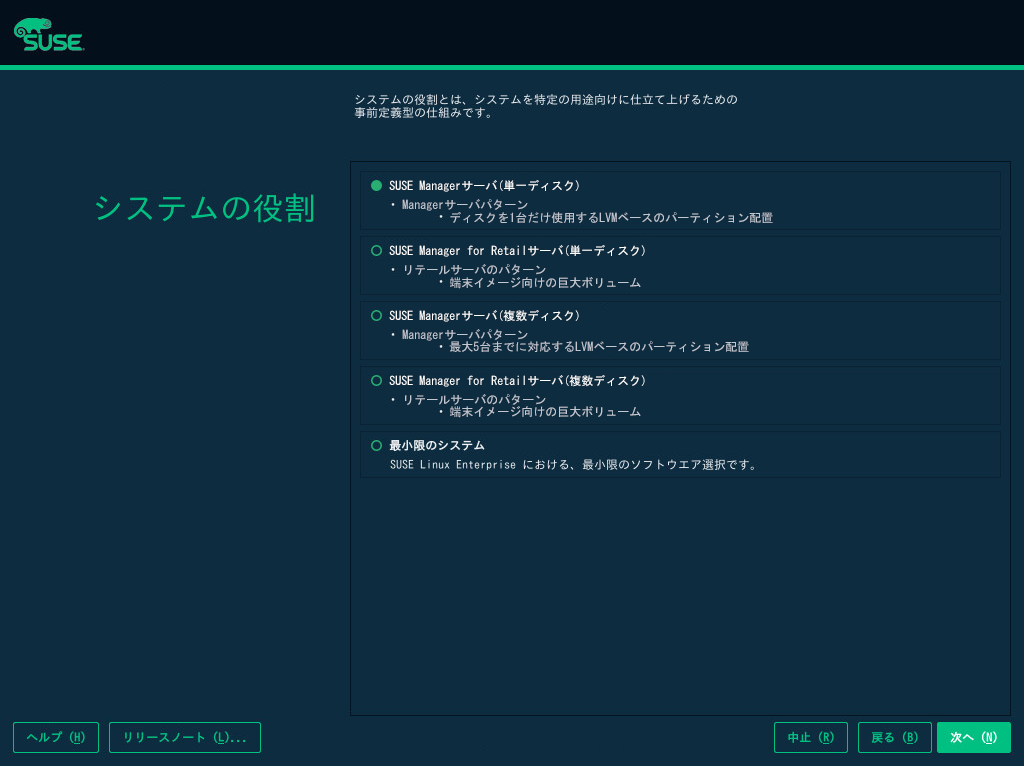 SUSE
システムの役割とは、システムを特定の用途向けに仕立て上げるための
事前定義型の仕組みです。
システムの役割
SUSE Managerサーバ(単一ディスク)
・Managerサーバパターン
・ディスクを1台だけ使用するLVMベースのパーティション配置
SUSE Manager for Retailサーバ(単一ディスク)
・リテールサーバのパターン
・端末イメージ向けの巨大ボリューム
SUSE Managerサーバ(複数ディスク)
・Managerサーバパターン
・最大5台までに対応するLVMベースのパーティション配置
SUSE Manager for Retailサーバ(複数ディスク)
・リテールサーバのパターン
・端末イメージ向けの巨大ボリューム
最小限のシステム
SUSE Linux Enterprise における、最小限のソフトウエア選択です。
ヘルプ (H) リリースノート (L)... 中止 (R) 戻る (B) 次へ (N)